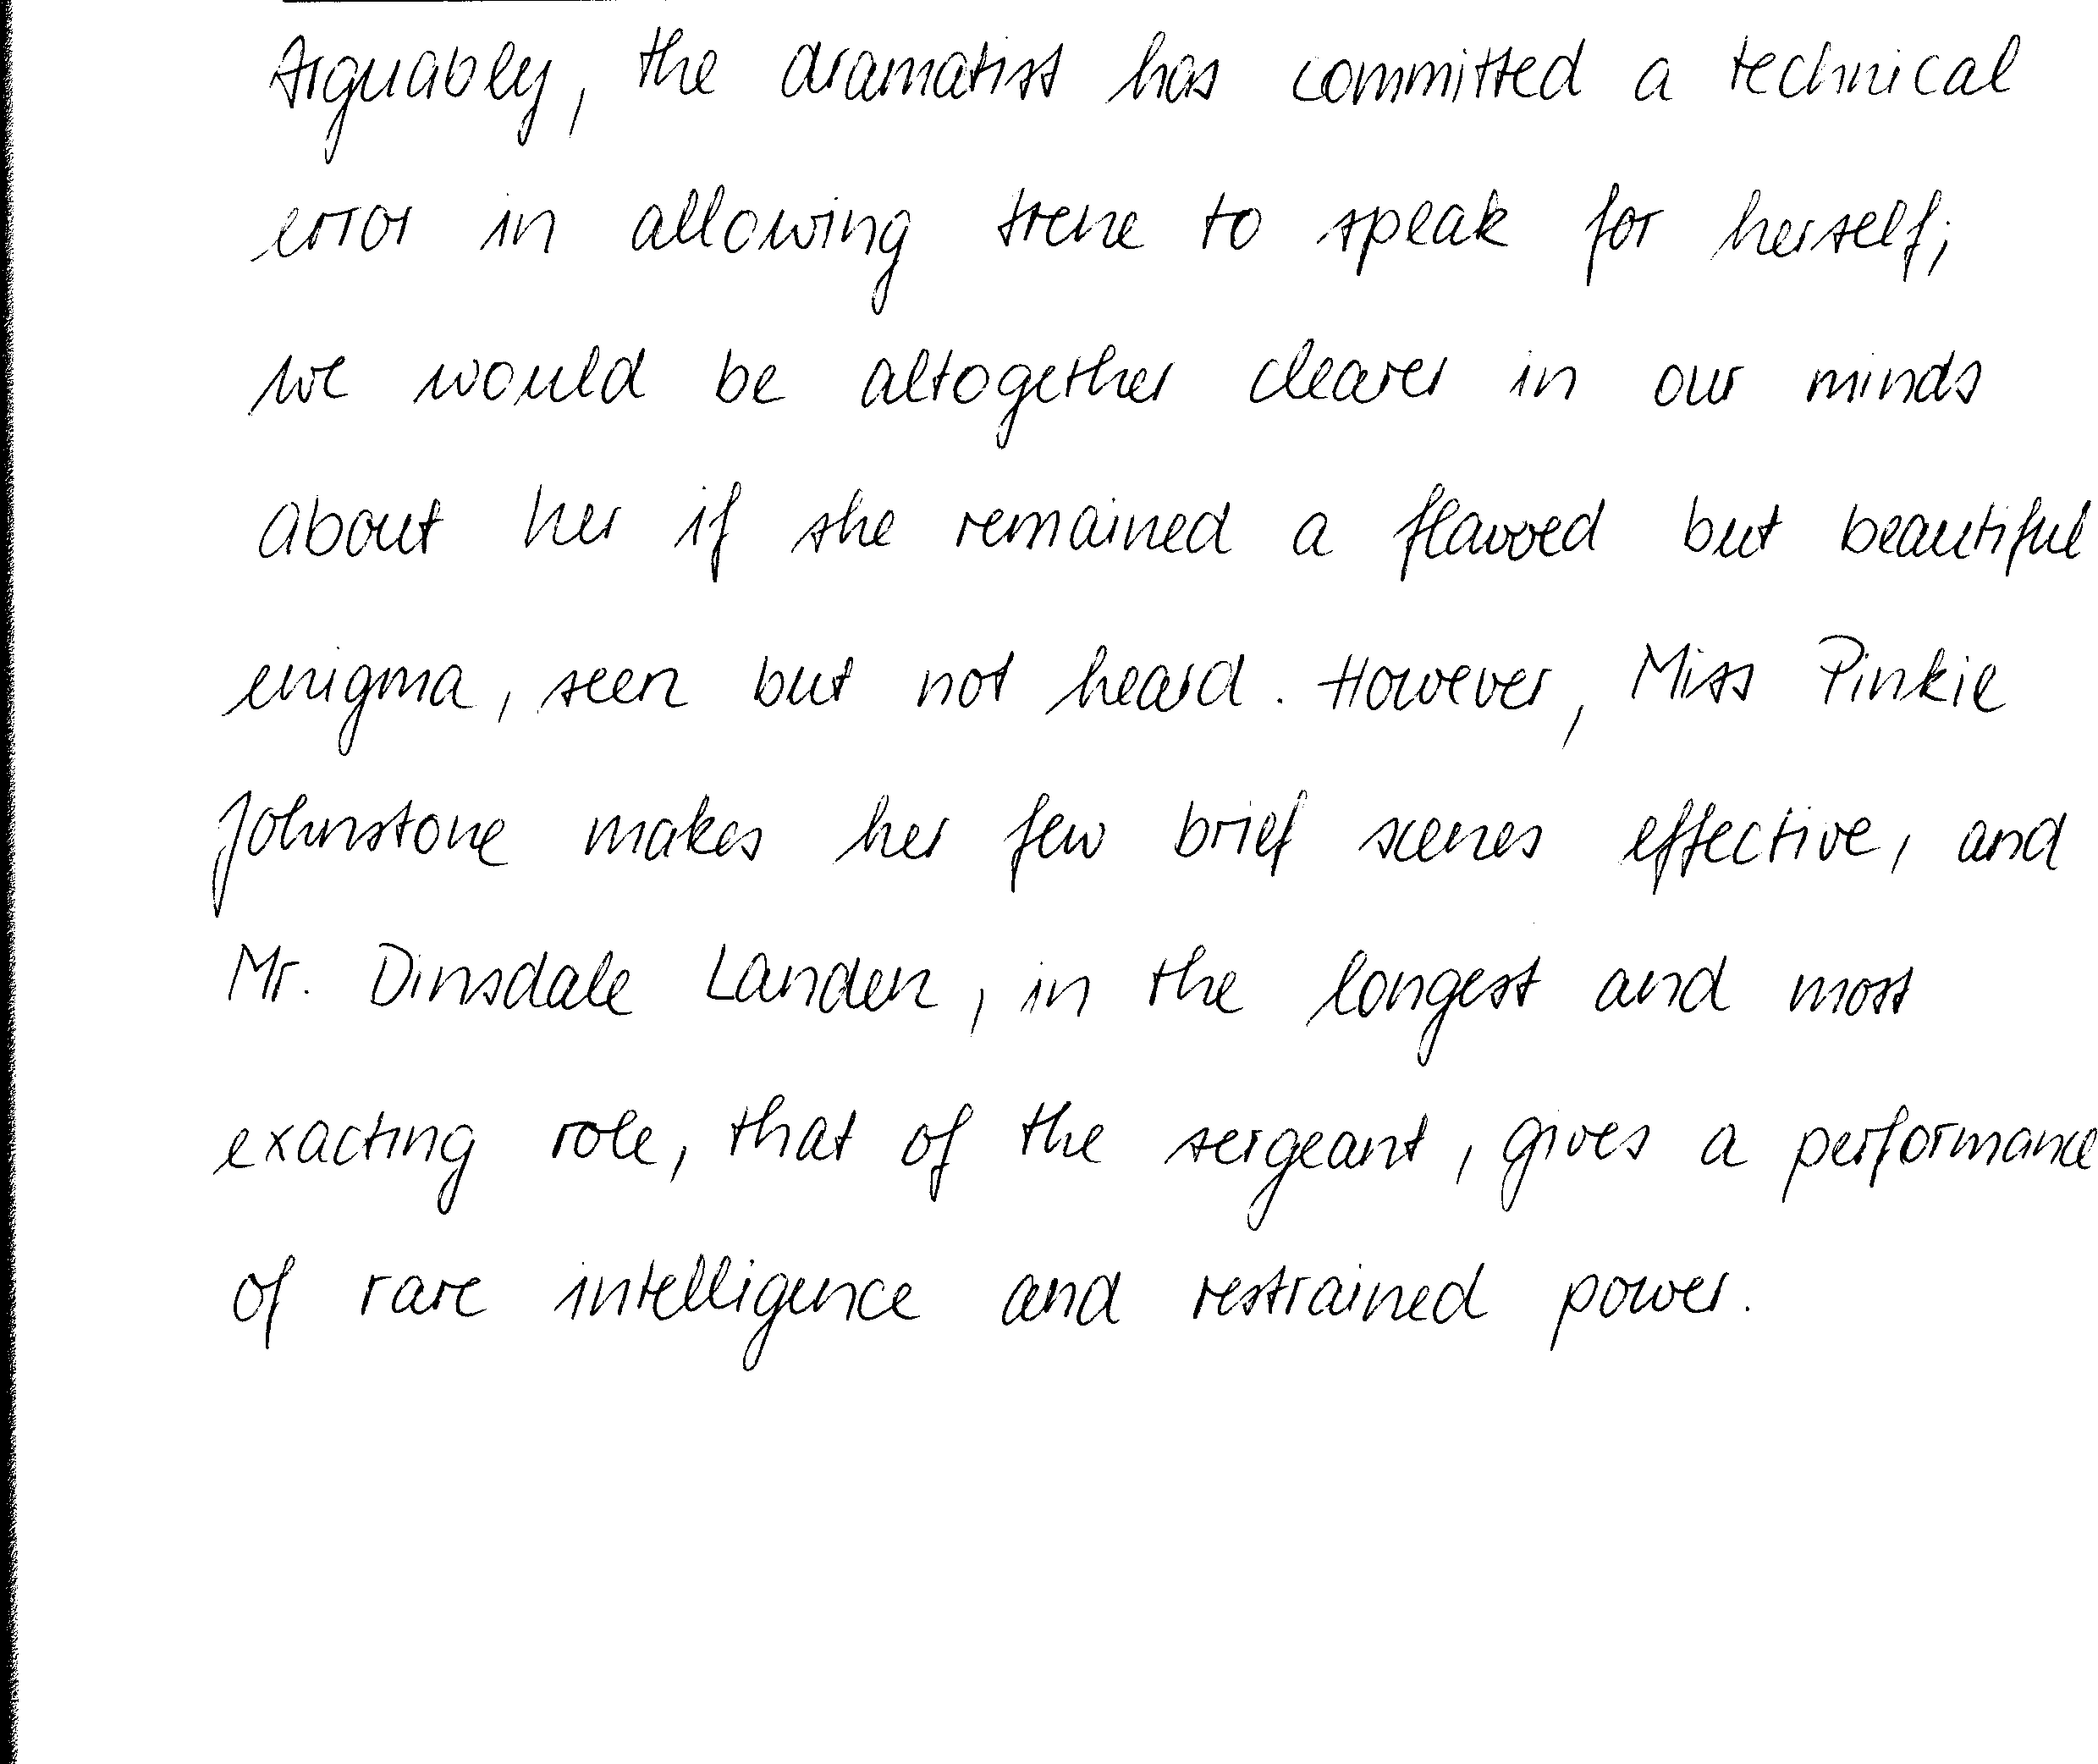 Arguably, the dramatist has committed a technical
error in allowing Irene to speak for herself;
we would be altogether clearer in our minds
about her if she remained a flawed but beautiful
enigma, seen but not heard. However, Miss Pinkie
Johnstone makes her few brief scenes effective, and
Mr. Dinsdale Landen, in the longest and most
exacting role, that of the sergeant, gives a performance
of rare intelligence and restrained power.